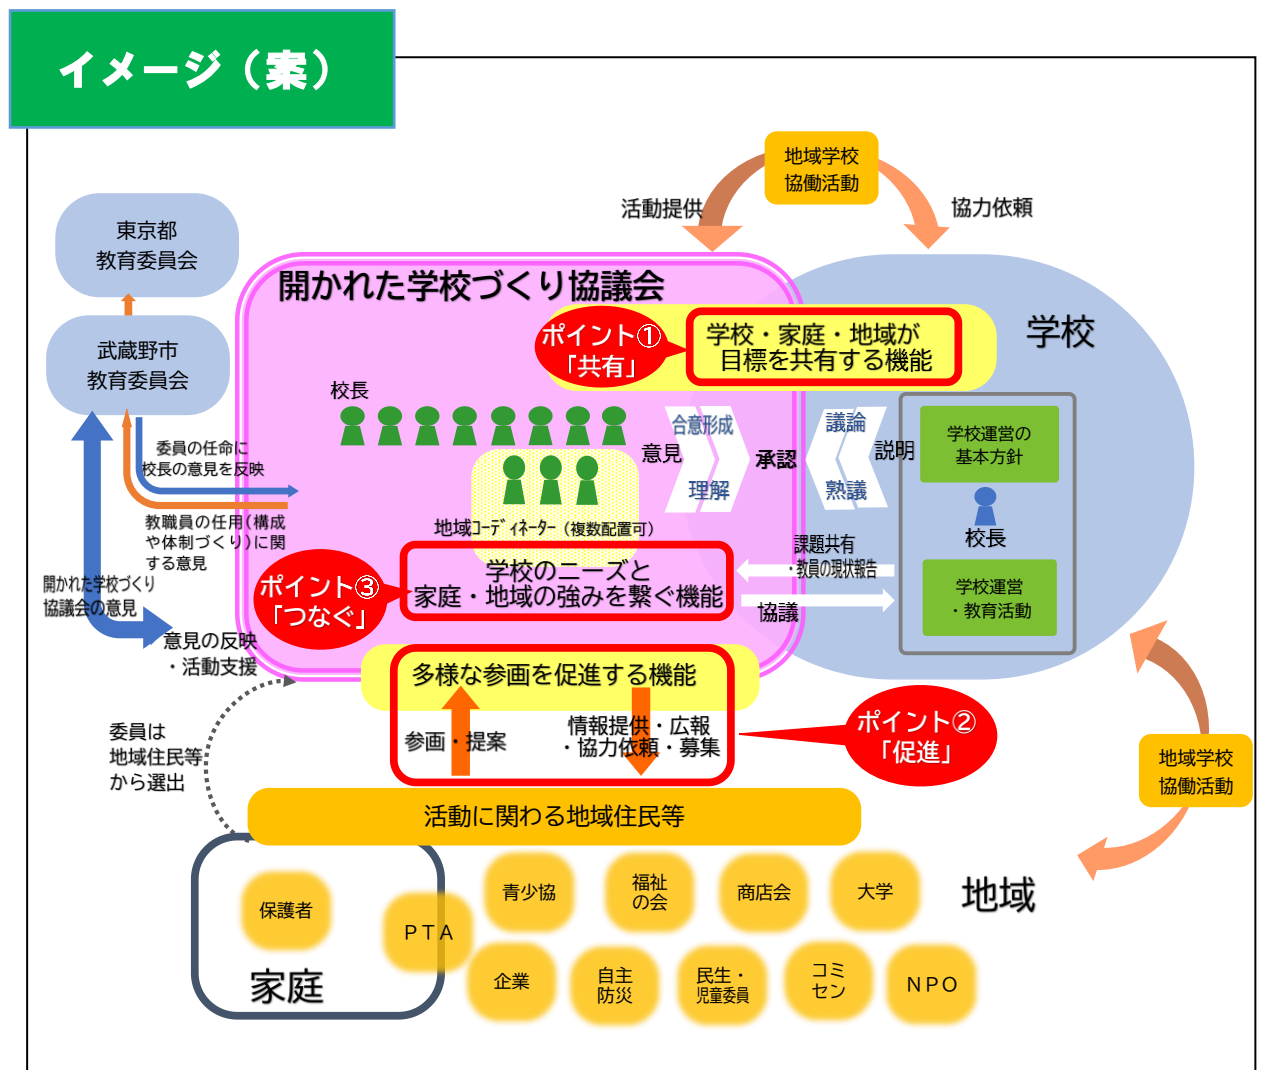 イメージ（案）
地域学校
協働活動
活動提供
協力依頼
東京都
教育委員会
武蔵野市
教育委員会
開かれた学校づくり協議会
学校
ポイント①
「共有」
学校・家庭・地域が
目標を共有する機能
校長
合意形成
理解
意見
承認
議論
熟議
説明
学校運営の
基本方針
校長
委員の任命に
校長の意見を反映
教職員の任用(構成
や体制づくり)に関
する意見
地域ｺｰﾃﾞｨﾈｰﾀｰ（複数配置可）
課題共有
・教員の現状報告
協議
学校運営
・教育活動
ポイント③
「つなぐ」
学校のニーズと
家庭・地域の強みを繋ぐ機能
開かれた学校づくり
協議会の意見
意見の反映
・活動支援
多様な参画を促進する機能
参画・提案
情報提供・広報
・協力依頼・募集
ポイント②
「促進」
委員は
地域住民等
から選出
地域学校
協働活動
活動に関わる地域住民等
保護者
ＰＴＡ
家庭
青少協
福祉
の会
商店会
大学
地域
企業
自主
防災
民生・
児童委員
コミ
セン
ＮＰＯ